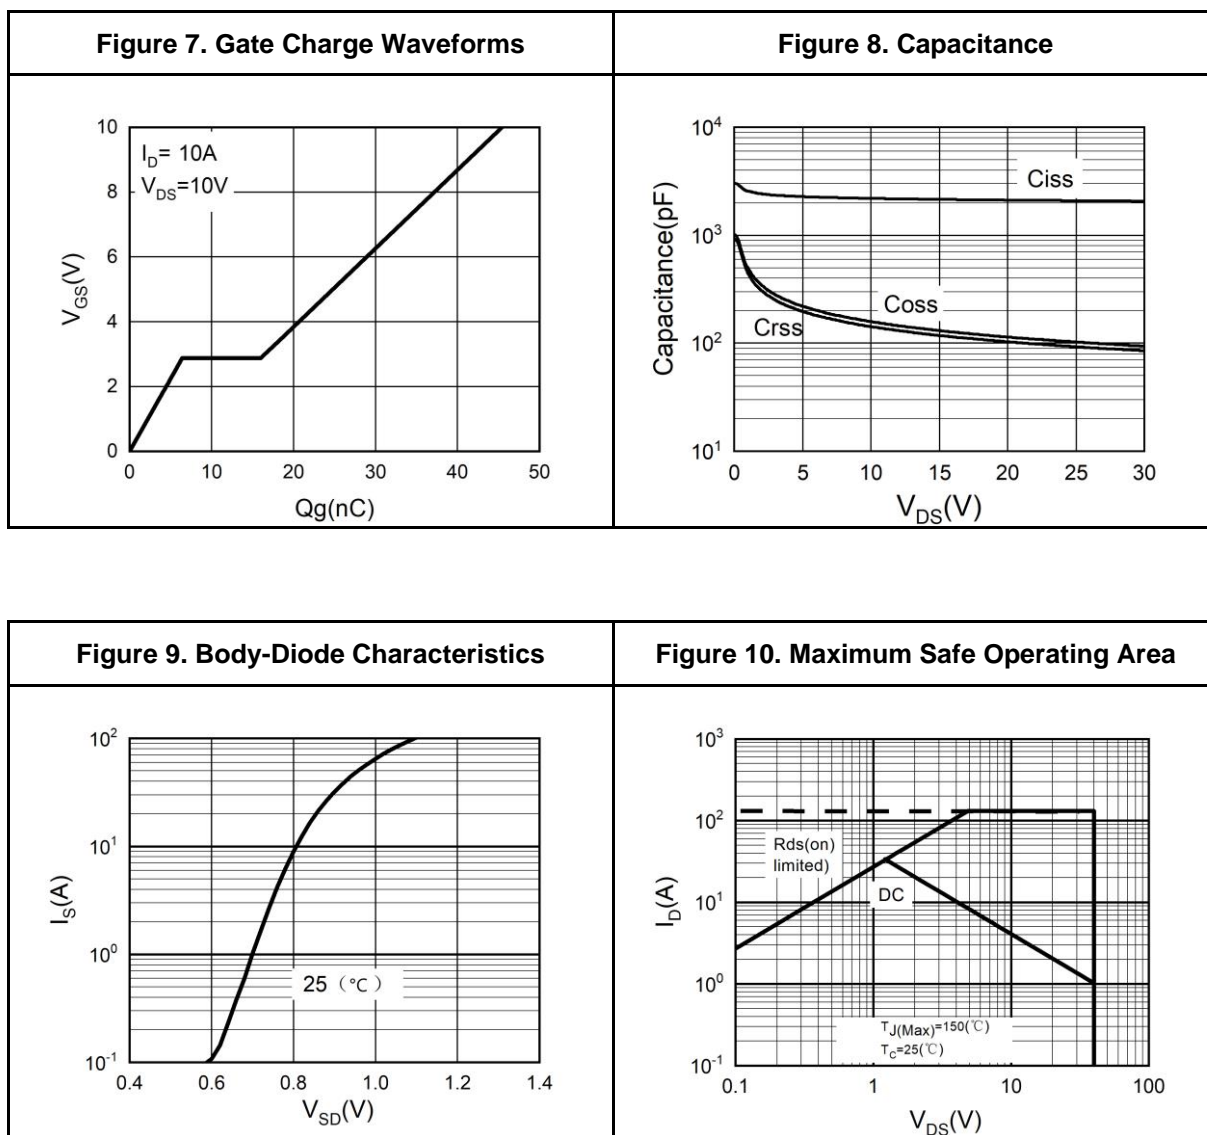 Figure 7. Gate Charge Waveforms
Figure 8. Capacitance
10
8
6
4
2
0
V_GS(V)
I_D= 10A
V_DS=10V
0 10 20 30 40 50
Qg(nC)
10^4
10^3
10^2
10^1
Capacitance(pF)
Ciss
Coss
Crss
0 5 10 15 20 25 30
V_DS(V)
Figure 9. Body-Diode Characteristics
Figure 10. Maximum Safe Operating Area
10^2
10^1
10^0
10^-1
I_S(A)
25（℃）
0.4 0.6 0.8 1.0 1.2 1.4
V_SD(V)
10^3
10^2
10^1
10^0
10^-1
I_D(A)
Rds(on)
limited)
DC
T_J(Max)=150(℃)
T_C=25(℃)
0.1 1 10 100
V_DS(V)